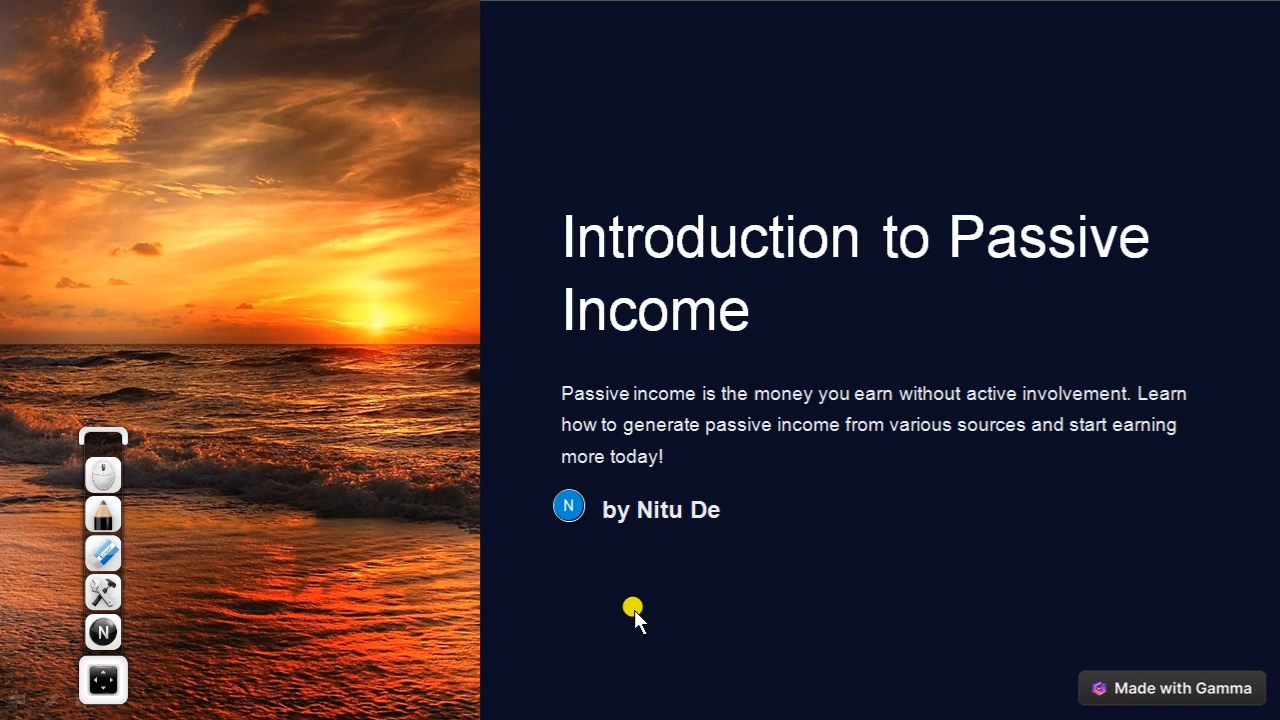 Introduction to Passive
Income
Passive income is the money you earn without active involvement. Learn
how to generate passive income from various sources and start earning
more today!
N by Nitu De
N
Made with Gamma